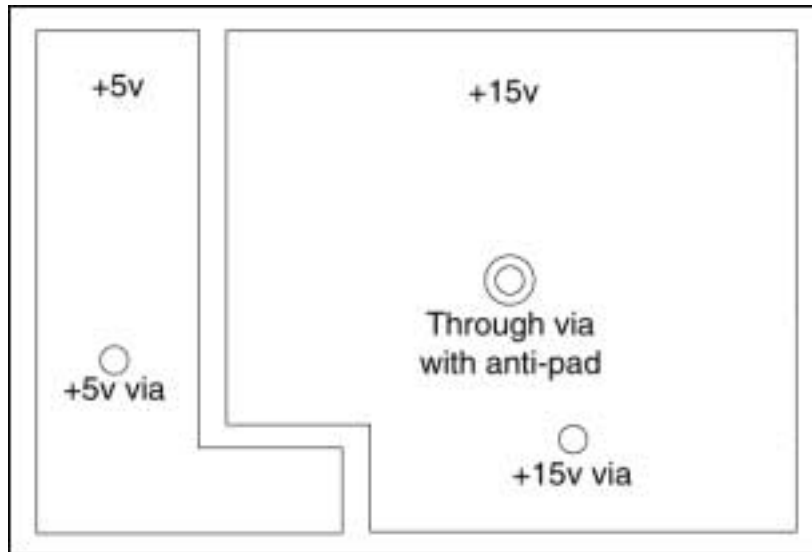 +5v
+15v
Through via
with anti-pad
+5v via
+15v via